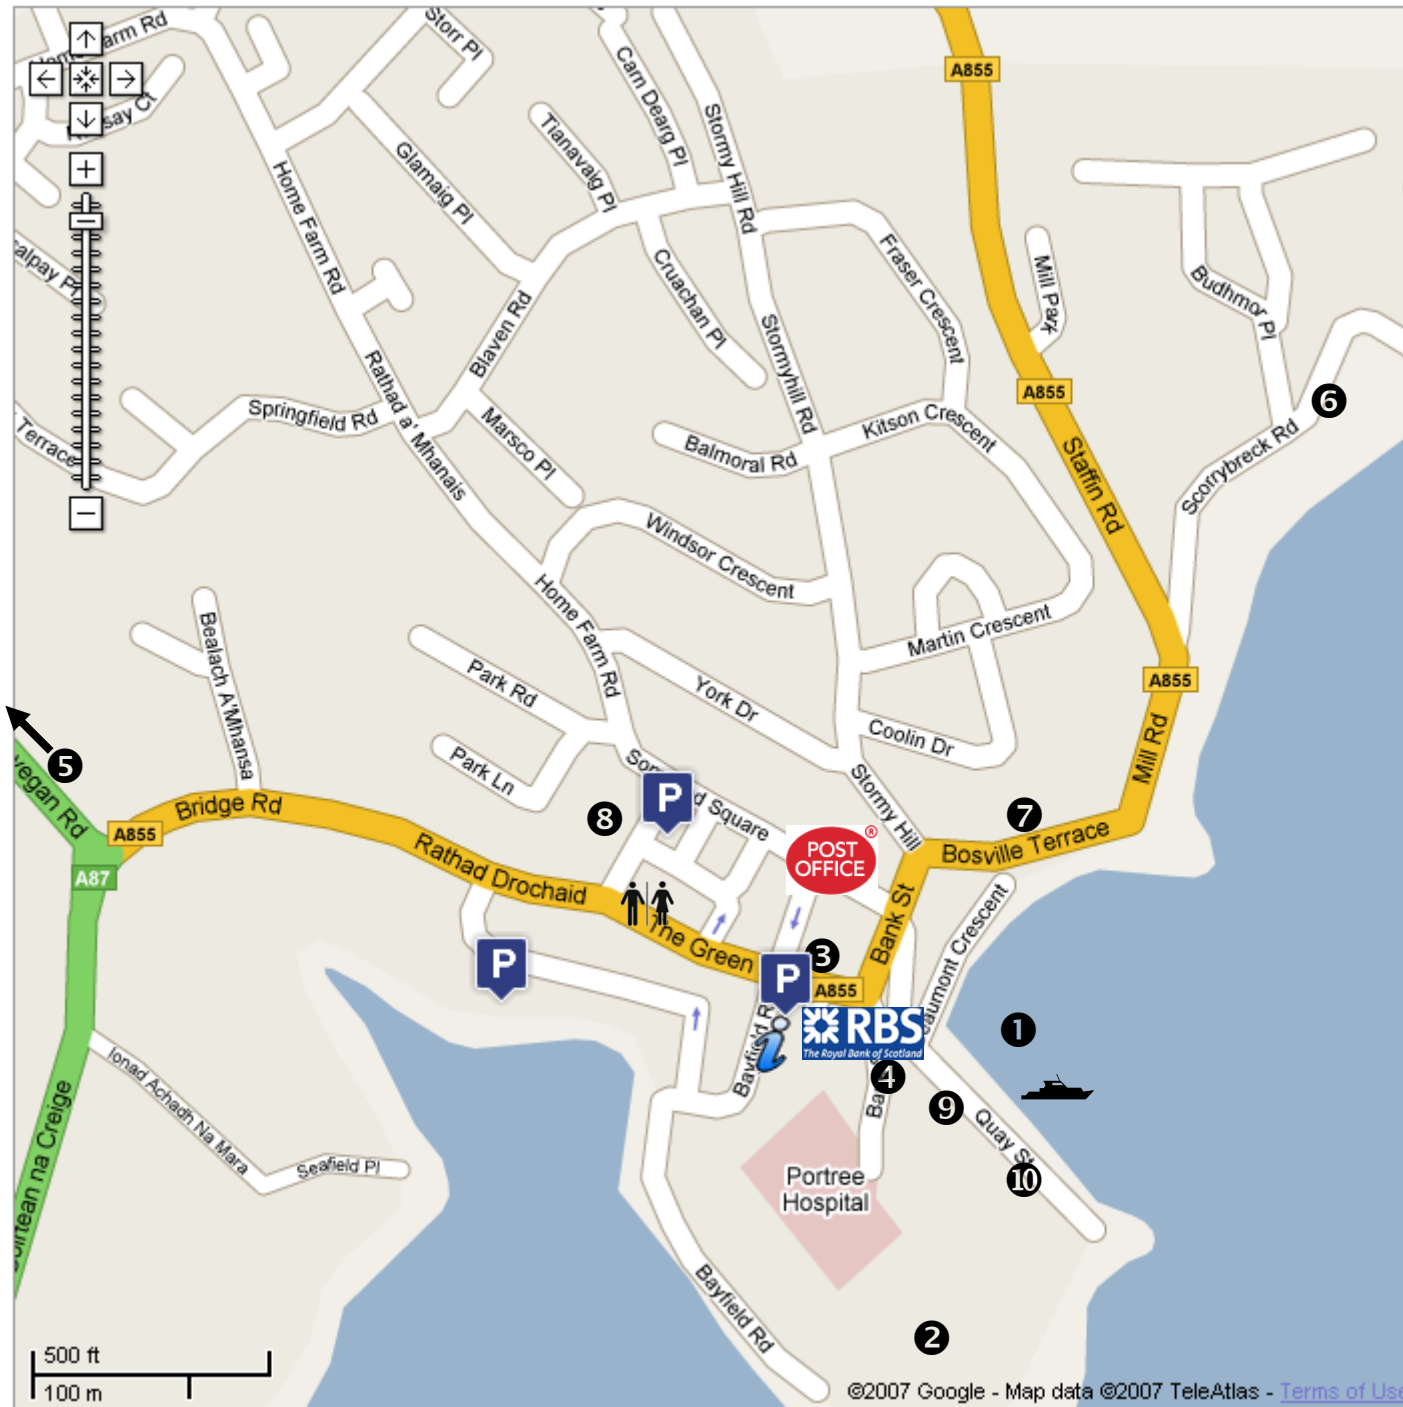 Storr Pl
A855
Carn Dearg Pl
Stormy Hill Rd
Tianavaig Pl
Glamaig Pl
Home Farm Rd
Fraser Crescent
Mill Park
Budhmor Pl
Cruachan Pl
Blaven Rd
Stormyhill Rd
Rathad a' Mhanais
Springfield Rd
Terrace
Marsco Pl
Balmoral Rd
Kitson Crescent
A855
6
Scorrybreck Rd
Staffin Rd
Windsor Crescent
Home Farm Rd
Martin Crescent
Bealach A'Mhansa
Park Rd
York Dr
A855
Coolin Dr
Mill Rd
5
Park Ln
Stormy Hill
P
Square
8
7
Bridge Rd
A855
A87
Rathad Drochaid
POST
OFFICE
®
Bosville Terrace
Bank St
The Green
P
P
3
A855
i
RBS
The Royal Bank of Scotland
1
4
9
Quay St
10
Ionad Achadh Na Mara
Seafield Pl
Portree
Hospital
Bayfield Rd
2
500 ft
100 m
©2007 Google - Map data ©2007 TeleAtlas - Terms of Use